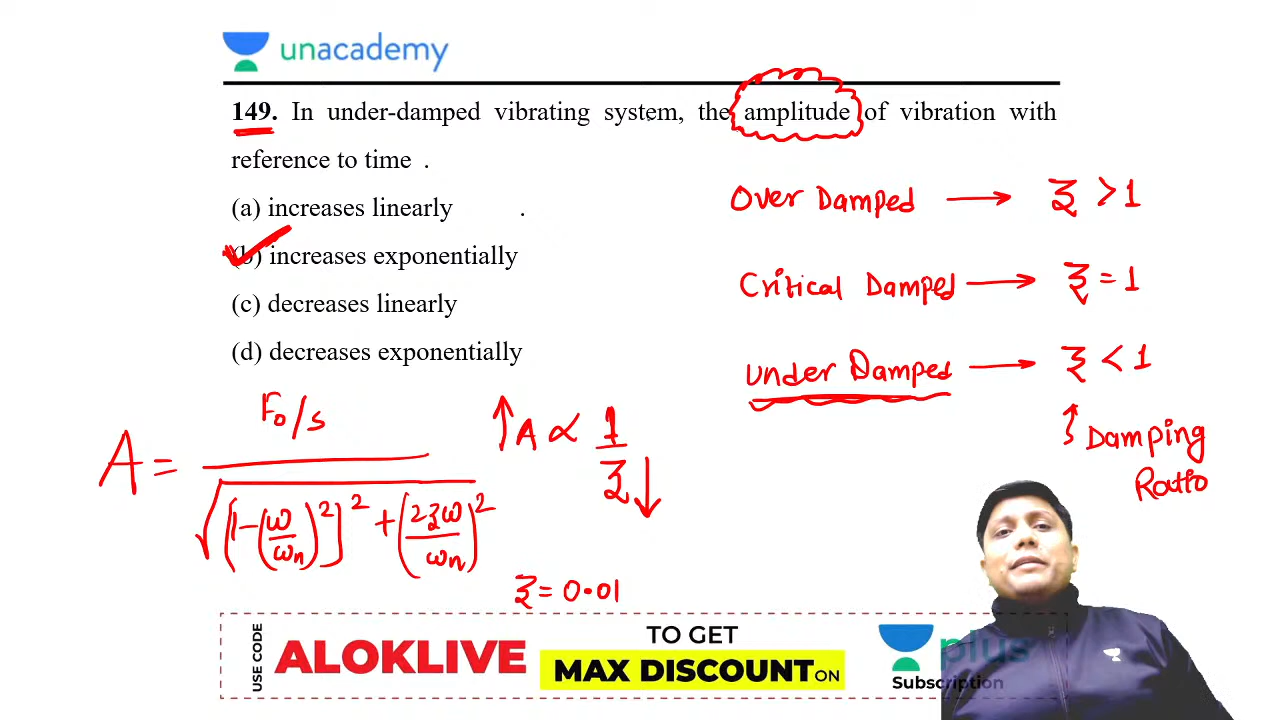 unacademy
149. In under-damped vibrating system, the amplitude of vibration with
reference to time .
(a) increases linearly .
(b) increases exponentially
(c) decreases linearly
(d) decreases exponentially
Over Damped → ξ > 1
Critical Damped → ξ = 1
Under Damped → ξ < 1
Damping
Ratio
A = F₀/s / √([1-(ω/ωn)²]² + (2ξω/ωn)²)
↑ A ∝ 1/ξ ↓
ξ = 0.01
USE CODE
ALOKLIVE
TO GET
MAX DISCOUNT ON
plus
Subscription